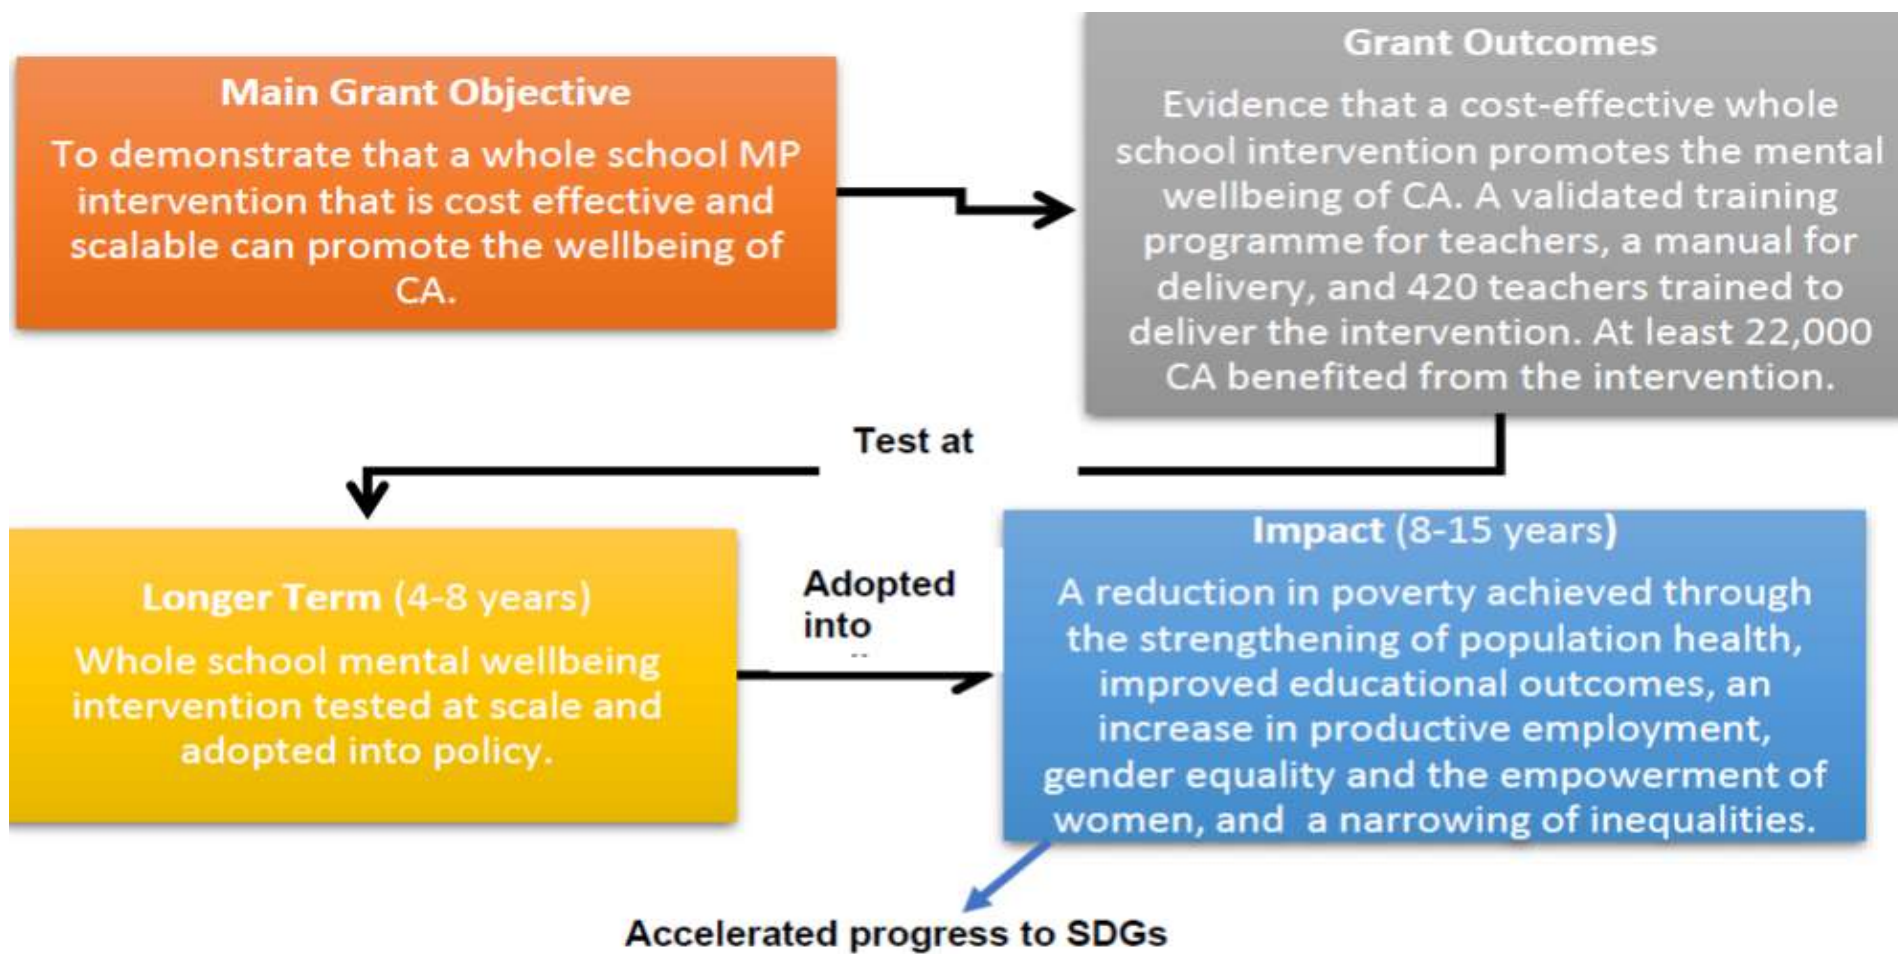 Main Grant Objective
To demonstrate that a whole school MP
intervention that is cost effective and
scalable can promote the wellbeing of
CA.
Grant Outcomes
Evidence that a cost-effective whole
school intervention promotes the mental
wellbeing of CA. A validated training
programme for teachers, a manual for
delivery, and 420 teachers trained to
deliver the intervention. At least 22,000
CA benefited from the intervention.
Test at
Longer Term (4-8 years)
Whole school mental wellbeing
intervention tested at scale and
adopted into policy.
Adopted
into
Impact (8-15 years)
A reduction in poverty achieved through
the strengthening of population health,
improved educational outcomes, an
increase in productive employment,
gender equality and the empowerment of
women, and a narrowing of inequalities.
Accelerated progress to SDGs